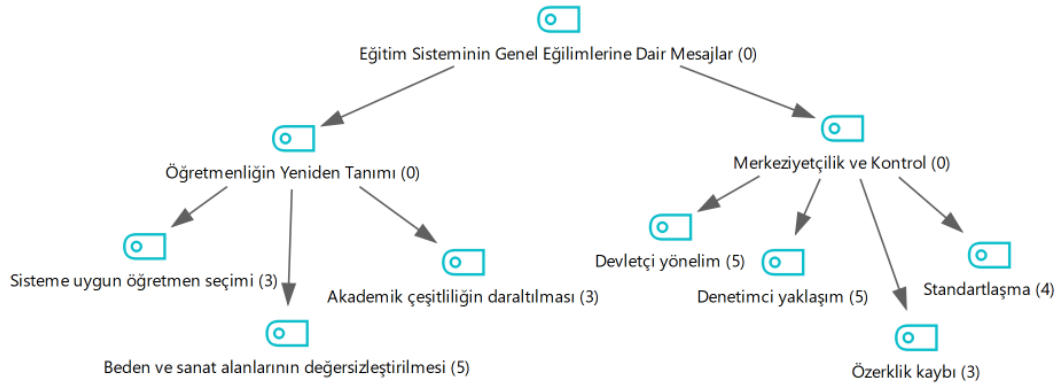 Eğitim Sisteminin Genel Eğilimlerine Dair Mesajlar (0)
Öğretmenliğin Yeniden Tanımı (0)
Merkeziyetçilik ve Kontrol (0)
Sisteme uygun öğretmen seçimi (3)
Akademik çeşitliliğin daraltılması (3)
Beden ve sanat alanlarının değersizleştirilmesi (5)
Devletçi yönelim (5)
Denetimci yaklaşım (5)
Standartlaşma (4)
Özerklik kaybı (3)